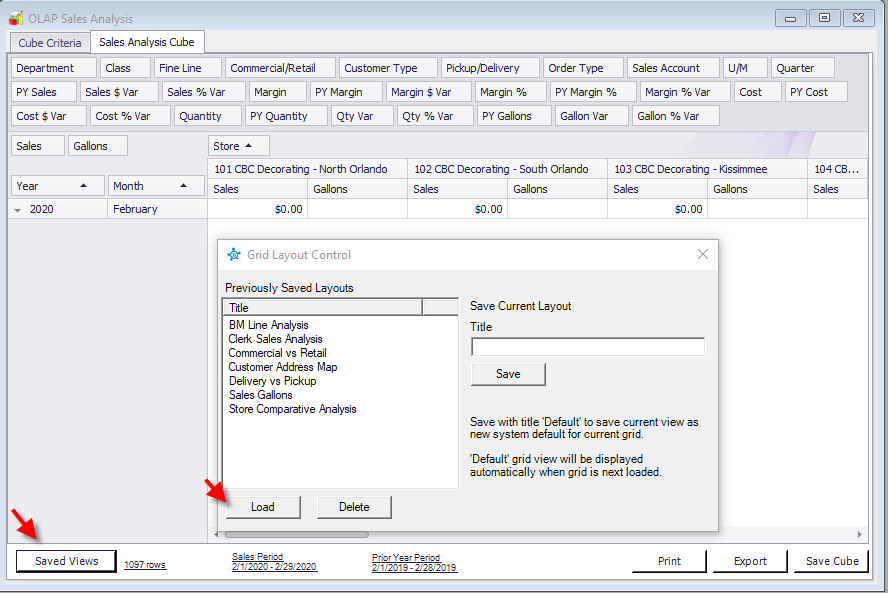 OLAP Sales Analysis
Cube Criteria Sales Analysis Cube
Department Class Fine Line Commercial/Retail Customer Type Pickup/Delivery Order Type Sales Account U/M Quarter
PY Sales Sales $ Var Sales % Var Margin PY Margin Margin $ Var Margin % PY Margin % Margin % Var Cost PY Cost
Cost $ Var Cost % Var Quantity PY Quantity Qty Var Qty % Var PY Gallons Gallon Var Gallon % Var
Sales Gallons Store
101 CBC Decorating - North Orlando 102 CBC Decorating - South Orlando 103 CBC Decorating - Kissimmee 104 CB...
Year Month Sales Gallons Sales Gallons Sales Gallons Sales
2020 February $0.00 $0.00 $0.00
Grid Layout Control
Previously Saved Layouts
Title
BM Line Analysis
Clerk Sales Analysis
Commercial vs Retail
Customer Address Map
Delivery vs Pickup
Sales Gallons
Store Comparative Analysis
Load Delete
Save Current Layout
Title
Save
Save with title 'Default' to save current view as
new system default for current grid.
'Default' grid view will be displayed
automatically when grid is next loaded.
Saved Views 1097 rows
Sales Period
2/1/2020 - 2/29/2020
Prior Year Period
2/1/2019 - 2/28/2019
Print Export Save Cube